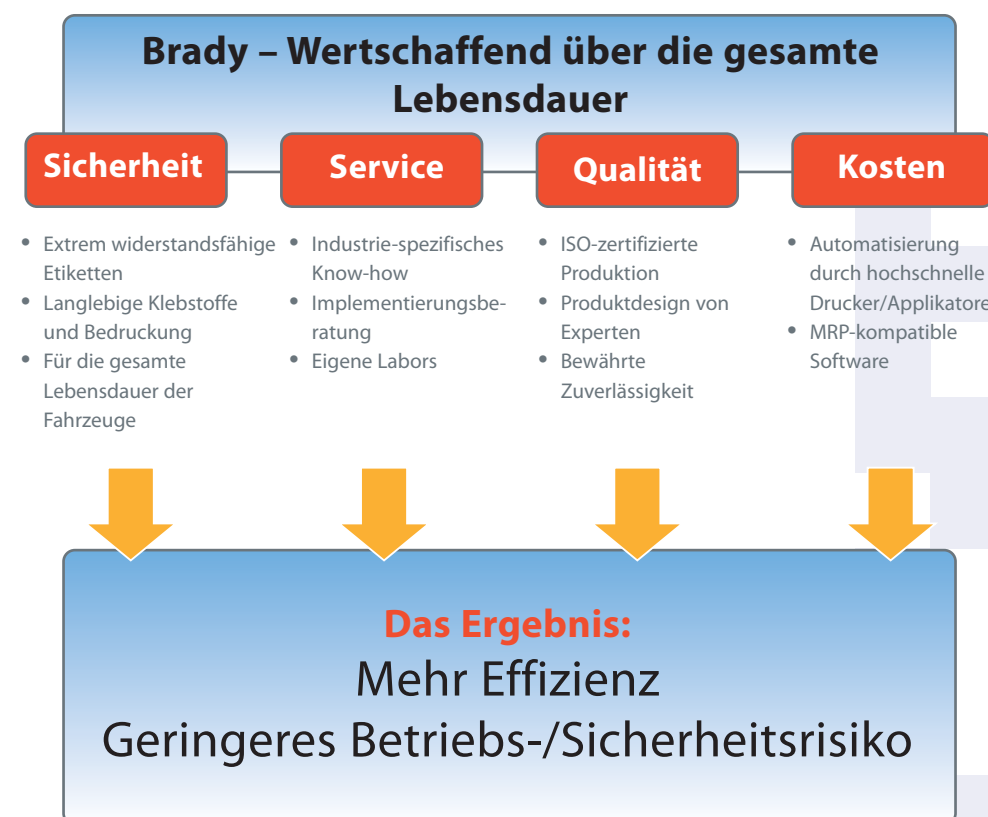 Brady – Wertschaffend über die gesamte
Lebensdauer
Sicherheit
• Extrem widerstandsfähige
Etiketten
• Langlebige Klebstoffe
und Bedruckung
• Für die gesamte
Lebensdauer der
Fahrzeuge
Service
• Industrie-spezifisches
Know-how
• Implementierungsbe-
ratung
• Eigene Labors
Qualität
• ISO-zertifizierte
Produktion
• Produktdesign von
Experten
• Bewährte
Zuverlässigkeit
Kosten
• Automatisierung
durch hochschnelle
Drucker/Applikatore
• MRP-kompatible
Software
Das Ergebnis:
Mehr Effizienz
Geringeres Betriebs-/Sicherheitsrisiko